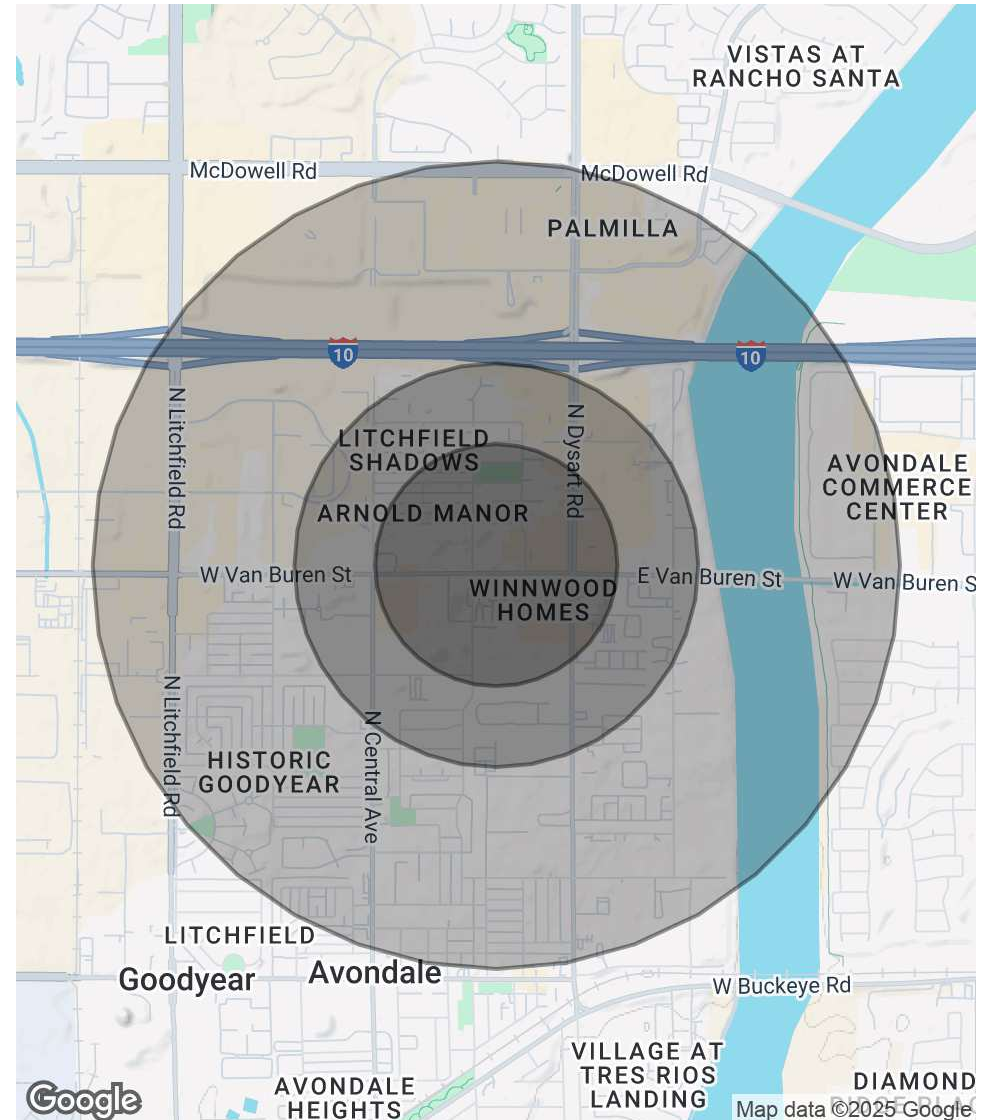 VISTAS AT
RANCHO SANTA
McDowell Rd
McDowell Rd
PALMILLA
10
10
N Litchfield Rd
N Dysart Rd
LITCHFIELD
SHADOWS
AVONDALE
COMMERCE
CENTER
ARNOLD MANOR
W Van Buren St
WINNWOOD
HOMES
E Van Buren St
W Van Buren S
N Litchfield Rd
N Central Ave
HISTORIC
GOODYEAR
LITCHFIELD
Goodyear
Avondale
W Buckeye Rd
VILLAGE AT
TRES RIOS
LANDING
AVONDALE
HEIGHTS
DIAMOND
Google
Map data ©2025 Google